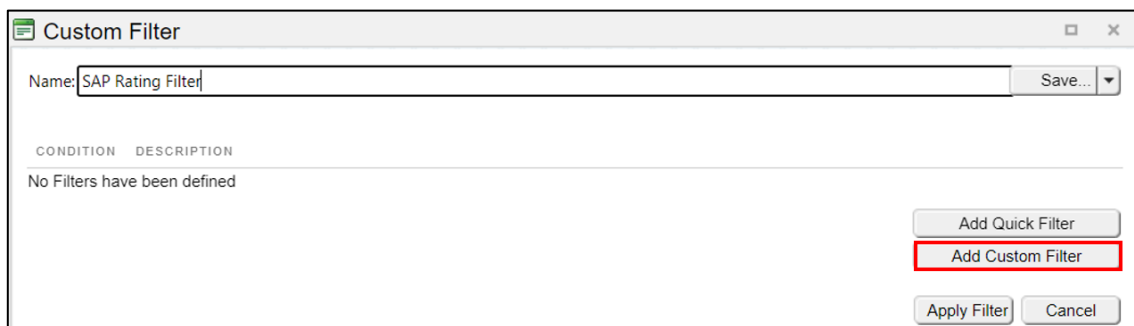 Custom Filter
Name: SAP Rating Filter Save...
CONDITION DESCRIPTION
No Filters have been defined
Add Quick Filter
Add Custom Filter
Apply Filter Cancel